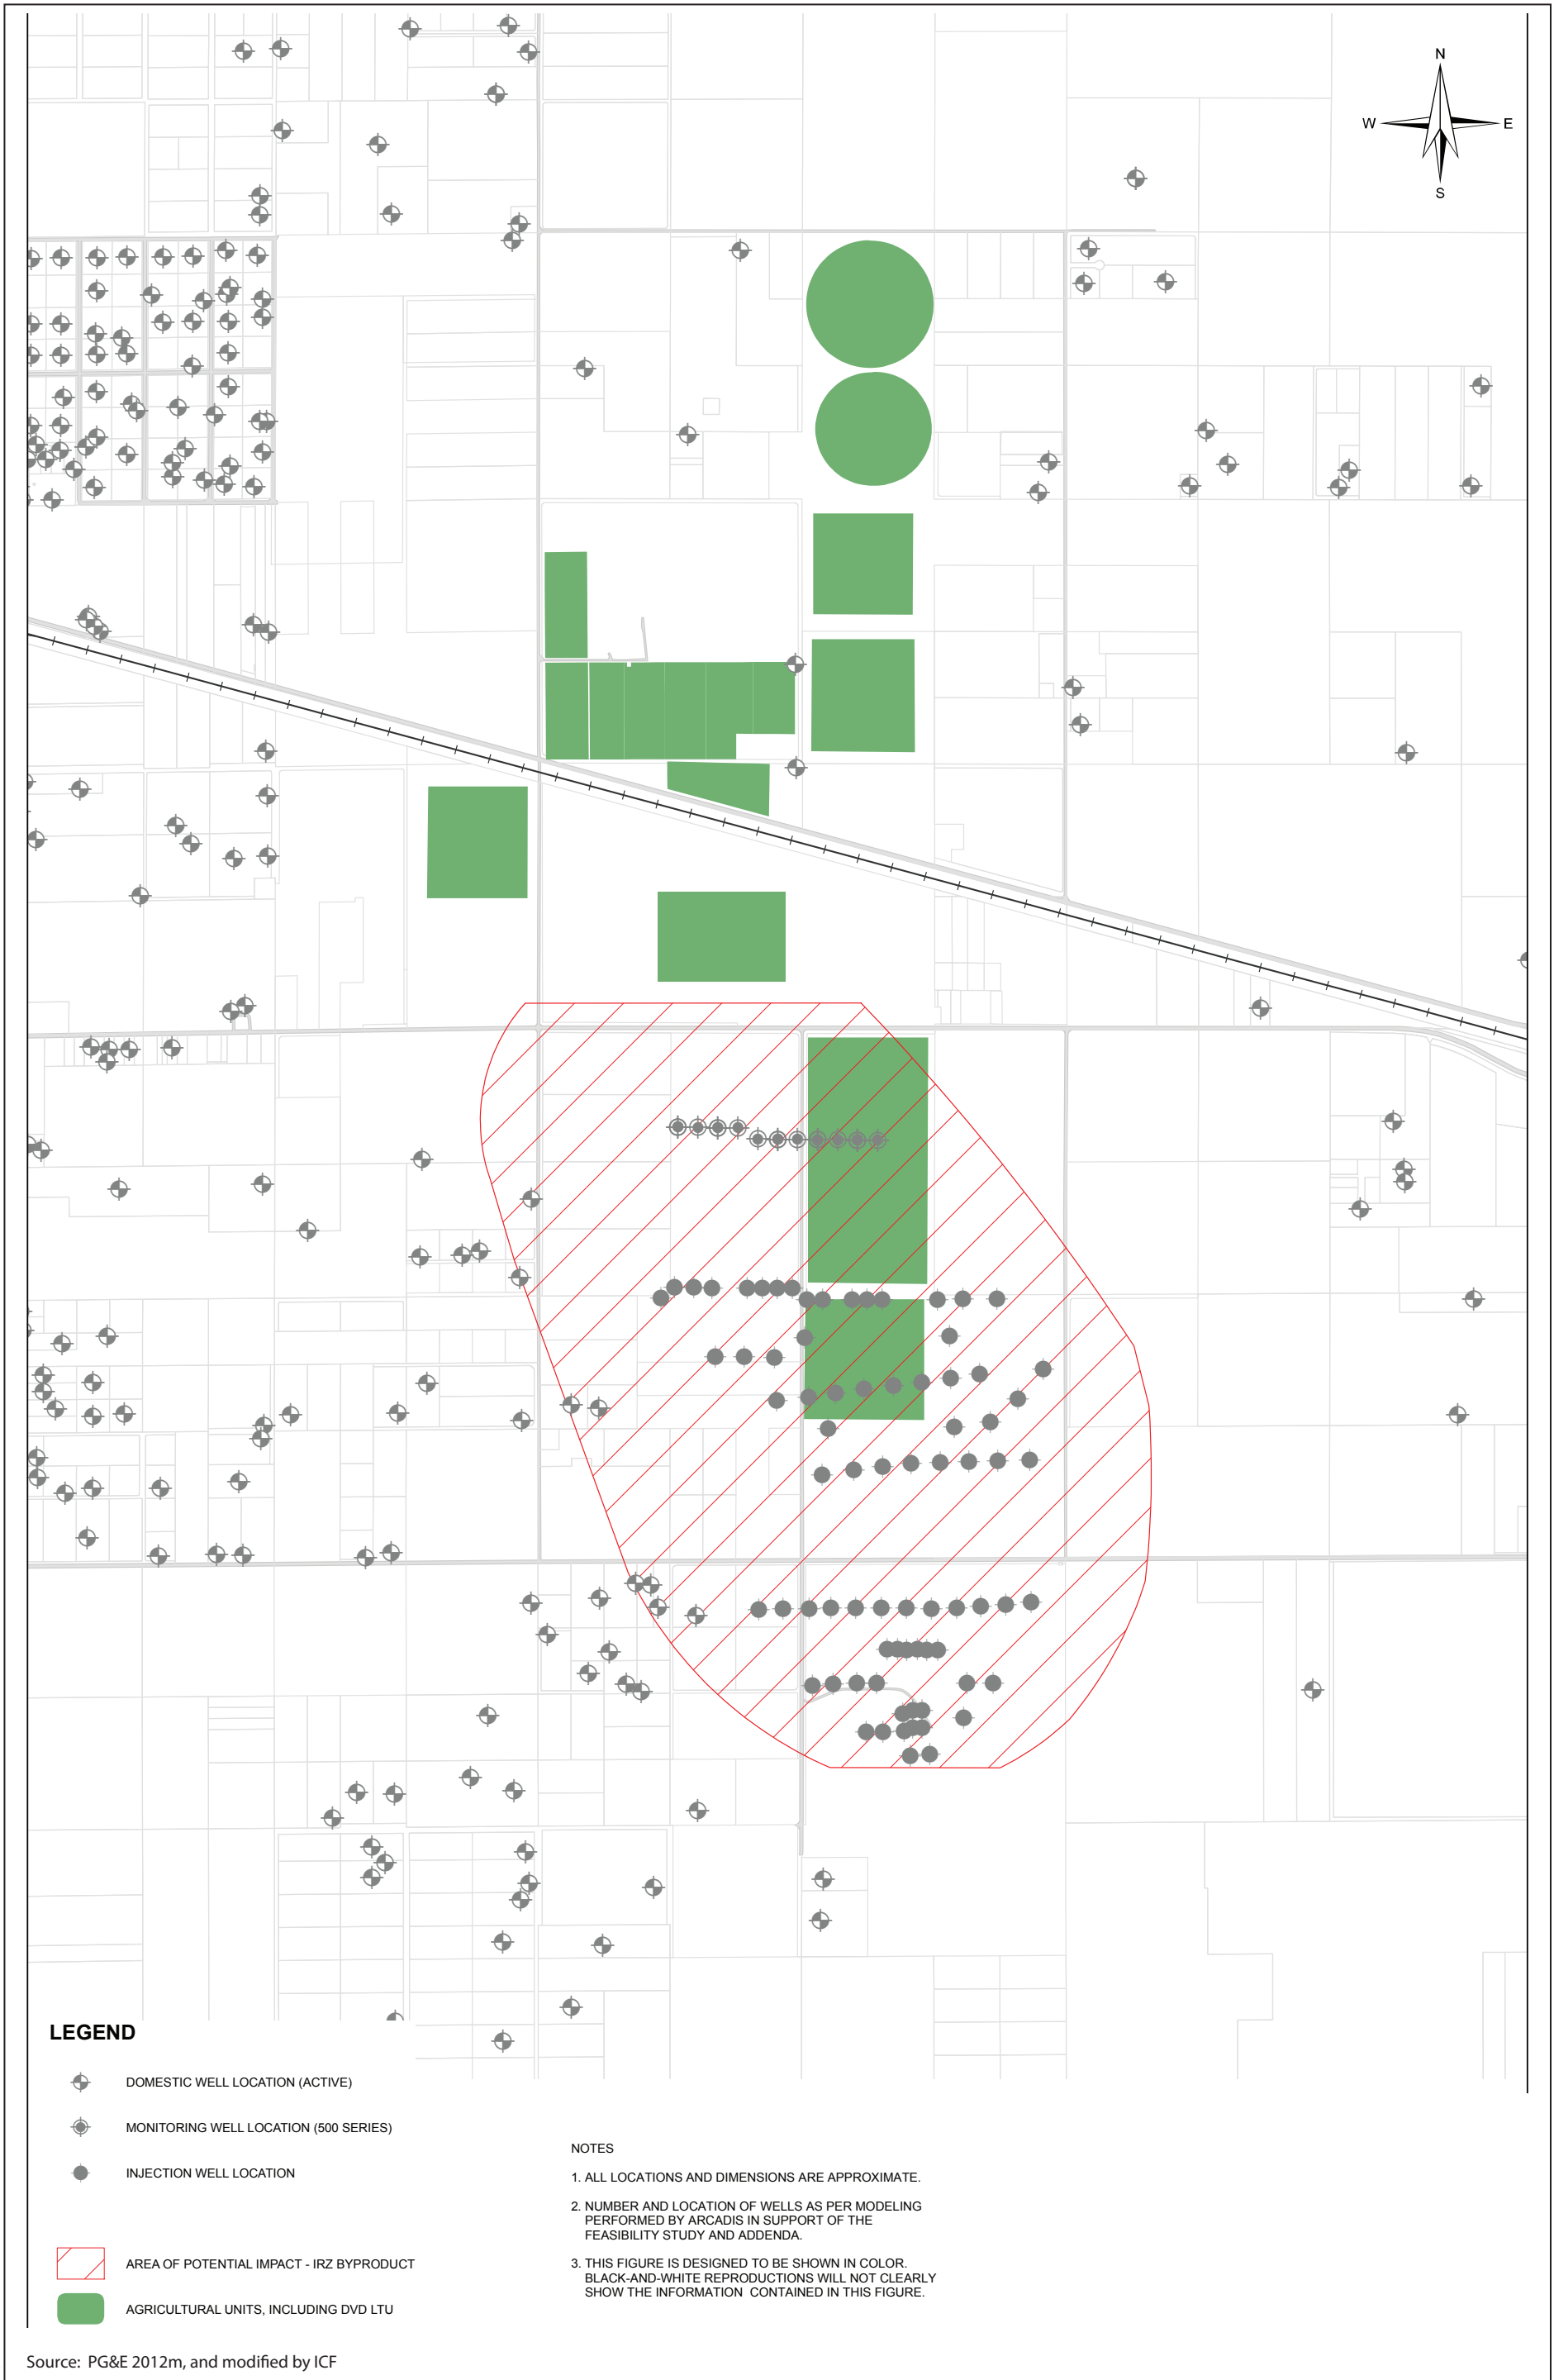 N
W
E
S
LEGEND
DOMESTIC WELL LOCATION (ACTIVE)
MONITORING WELL LOCATION (500 SERIES)
INJECTION WELL LOCATION
AREA OF POTENTIAL IMPACT - IRZ BYPRODUCT
AGRICULTURAL UNITS, INCLUDING DVD LTU
NOTES
1. ALL LOCATIONS AND DIMENSIONS ARE APPROXIMATE.
2. NUMBER AND LOCATION OF WELLS AS PER MODELING
PERFORMED BY ARCADIS IN SUPPORT OF THE
FEASIBILITY STUDY AND ADDENDA.
3. THIS FIGURE IS DESIGNED TO BE SHOWN IN COLOR.
BLACK-AND-WHITE REPRODUCTIONS WILL NOT CLEARLY
SHOW THE INFORMATION CONTAINED IN THIS FIGURE.
Source: PG&E 2012m, and modified by ICF